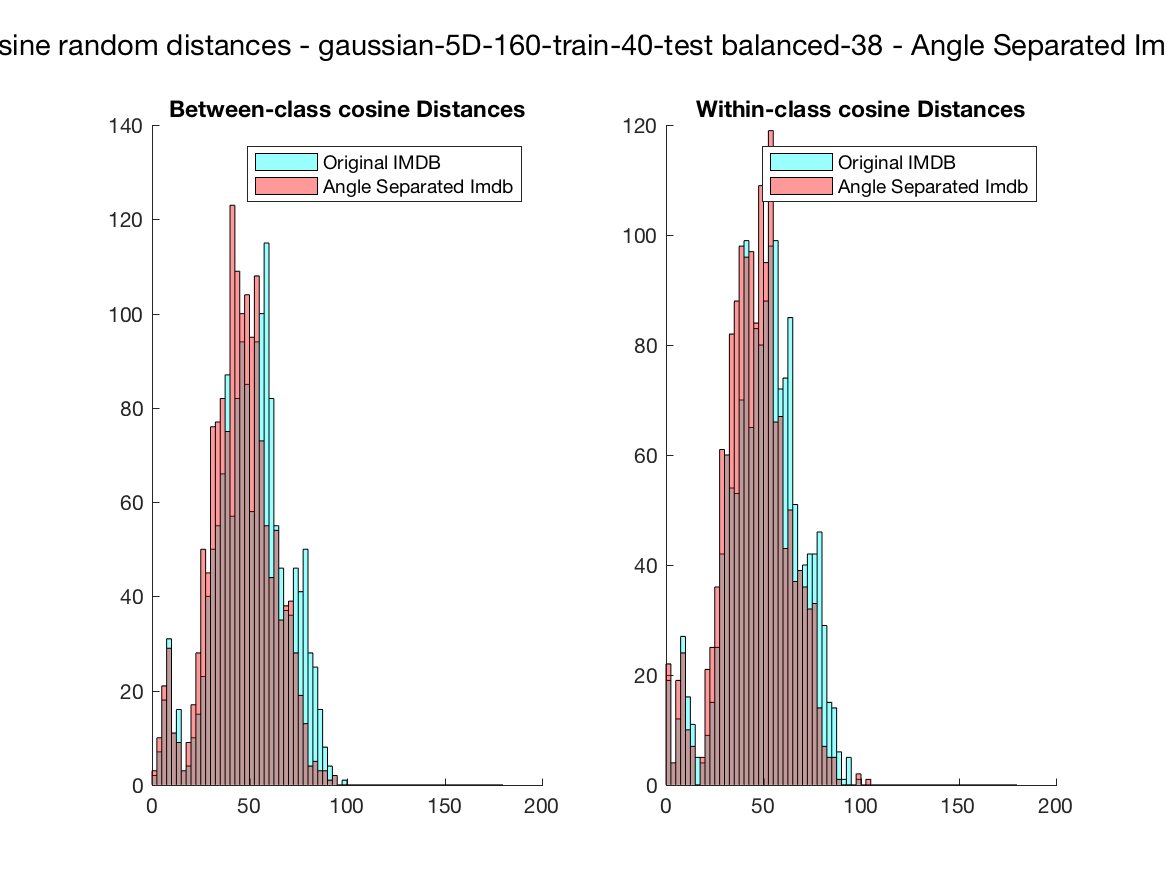 sine random distances - gaussian-5D-160-train-40-test balanced-38 - Angle Separated Im
Between-class cosine Distances
Within-class cosine Distances
Original IMDB
Angle Separated Imdb
Original IMDB
Angle Separated Imdb
140
120
100
80
60
40
20
0
0 50 100 150 200
120
100
80
60
40
20
0
0 50 100 150 200